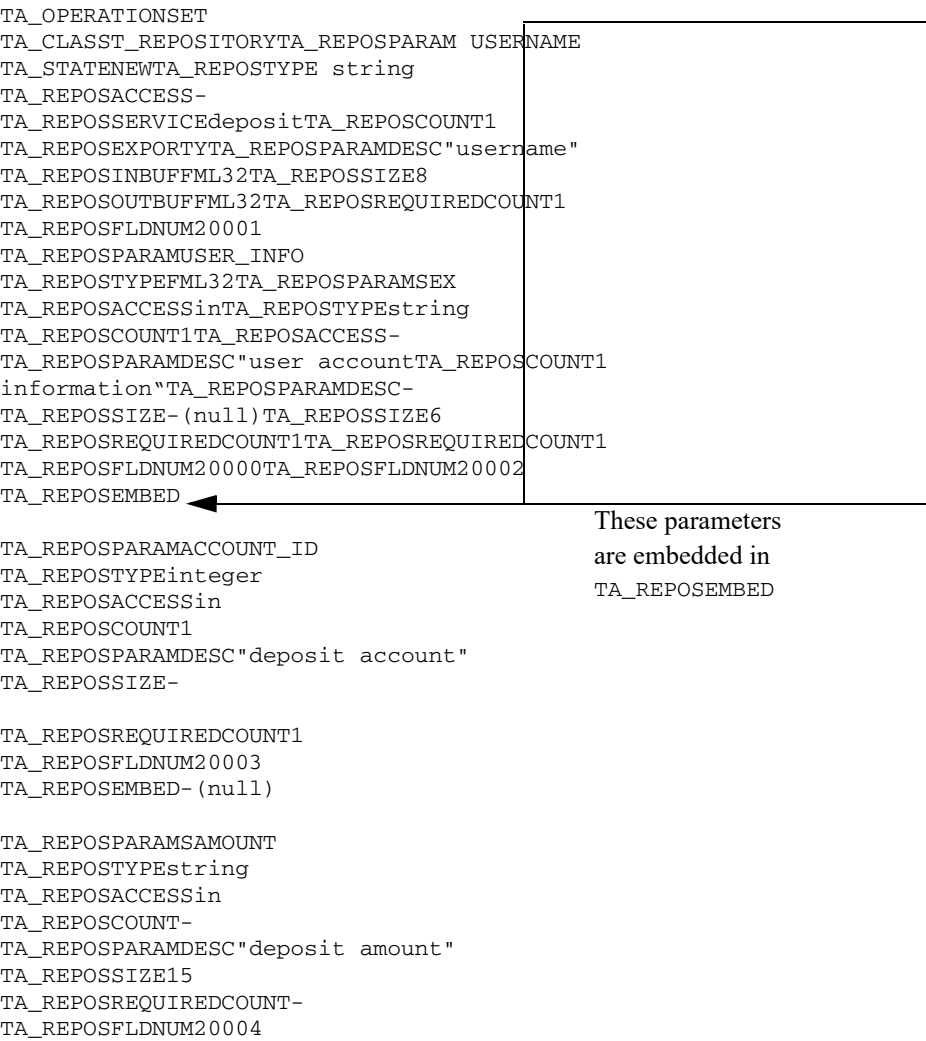 TA_OPERATIONSET
TA_CLASST_REPOSITORYTA_REPOSPARAM USERNAME
TA_STATENEWTA_REPOSTYPE string
TA_REPOSACCESS-
TA_REPOSSERVICEdepositTA_REPOSCOUNT1
TA_REPOSEXPORTYTA_REPOSPARAMDESC"username"
TA_REPOSINBUFFML32TA_REPOSSIZE8
TA_REPOSOUTBUFFML32TA_REPOSREQUIREDCOUNT1
TA_REPOSFLDNUM20001
TA_REPOSPARAMUSER_INFO
TA_REPOSTYPEFML32TA_REPOSPARAMSEX
TA_REPOSACCESSinTA_REPOSTYPEstring
TA_REPOSCOUNT1TA_REPOSACCESS-
TA_REPOSPARAMDESC"user accountTA_REPOSCOUNT1
information“TA_REPOSPARAMDESC-
TA_REPOSSIZE-(null)TA_REPOSSIZE6
TA_REPOSREQUIREDCOUNT1TA_REPOSREQUIREDCOUNT1
TA_REPOSFLDNUM20000TA_REPOSFLDNUM20002
TA_REPOSEMBED
These parameters
are embedded in
TA_REPOSEMBED
TA_REPOSPARAMACCOUNT_ID
TA_REPOSTYPEinteger
TA_REPOSACCESSin
TA_REPOSCOUNT1
TA_REPOSPARAMDESC"deposit account"
TA_REPOSSIZE-
TA_REPOSREQUIREDCOUNT1
TA_REPOSFLDNUM20003
TA_REPOSEMBED-(null)
TA_REPOSPARAMSAMOUNT
TA_REPOSTYPEstring
TA_REPOSACCESSin
TA_REPOSCOUNT-
TA_REPOSPARAMDESC"deposit amount"
TA_REPOSSIZE15
TA_REPOSREQUIREDCOUNT-
TA_REPOSFLDNUM20004